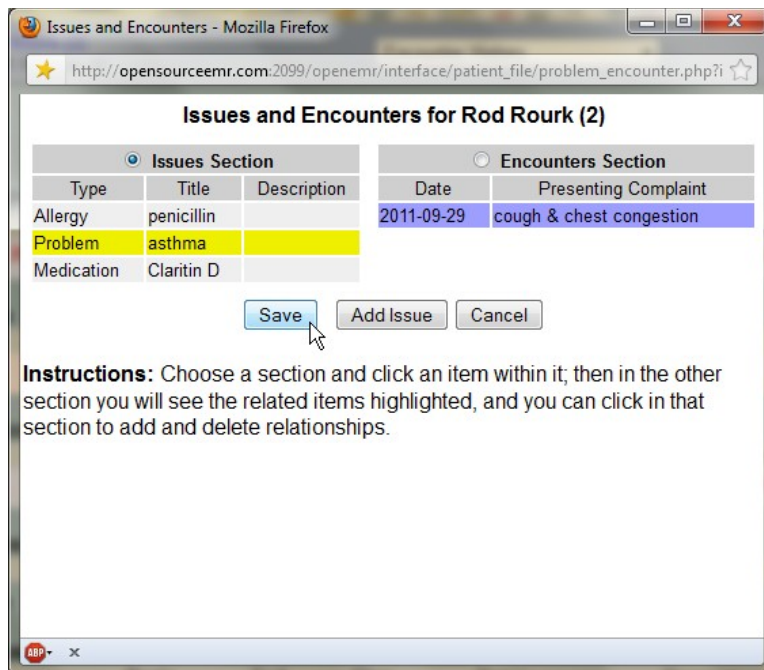 Issues and Encounters - Mozilla Firefox
http://opensourceemr.com:2099/openemr/interface/patient_file/problem_encounter.php?i
Issues and Encounters for Rod Rourk (2)
Issues Section Encounters Section
Type Title Description Date Presenting Complaint
Allergy penicillin 2011-09-29 cough & chest congestion
Problem asthma
Medication Claritin D
Save Add Issue Cancel
Instructions: Choose a section and click an item within it; then in the other
section you will see the related items highlighted, and you can click in that
section to add and delete relationships.
ABP